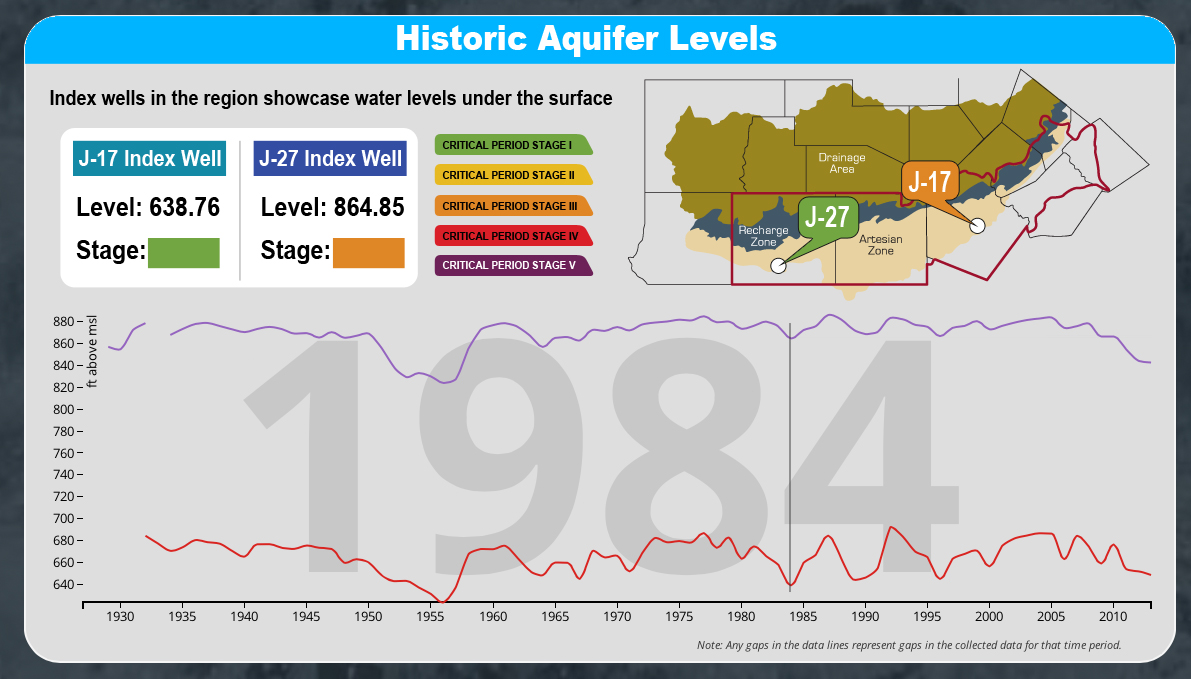 Historic Aquifer Levels
Index wells in the region showcase water levels under the surface
J-17 Index Well
Level: 638.76
Stage:
J-27 Index Well
Level: 864.85
Stage:
CRITICAL PERIOD STAGE I
CRITICAL PERIOD STAGE II
CRITICAL PERIOD STAGE III
CRITICAL PERIOD STAGE IV
CRITICAL PERIOD STAGE V
Drainage
Area
J-17
J-27
Recharge
Zone
Artesian
Zone
ft above msl
880
860
840
820
800
780
760
740
720
700
680
660
640
1984
1930 1935 1940 1945 1950 1955 1960 1965 1970 1975 1980 1985 1990 1995 2000 2005 2010
Note: Any gaps in the data lines represent gaps in the collected data for that time period.